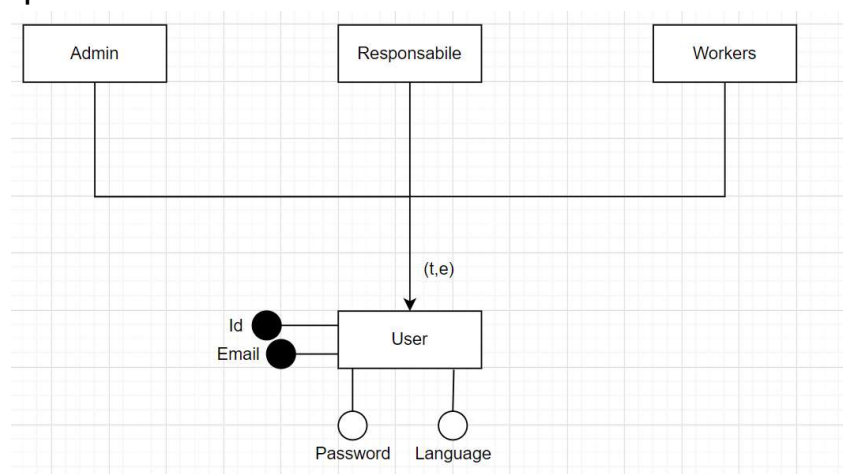 Admin
Responsabile
Workers
(t,e)
Id
User
Email
Password
Language